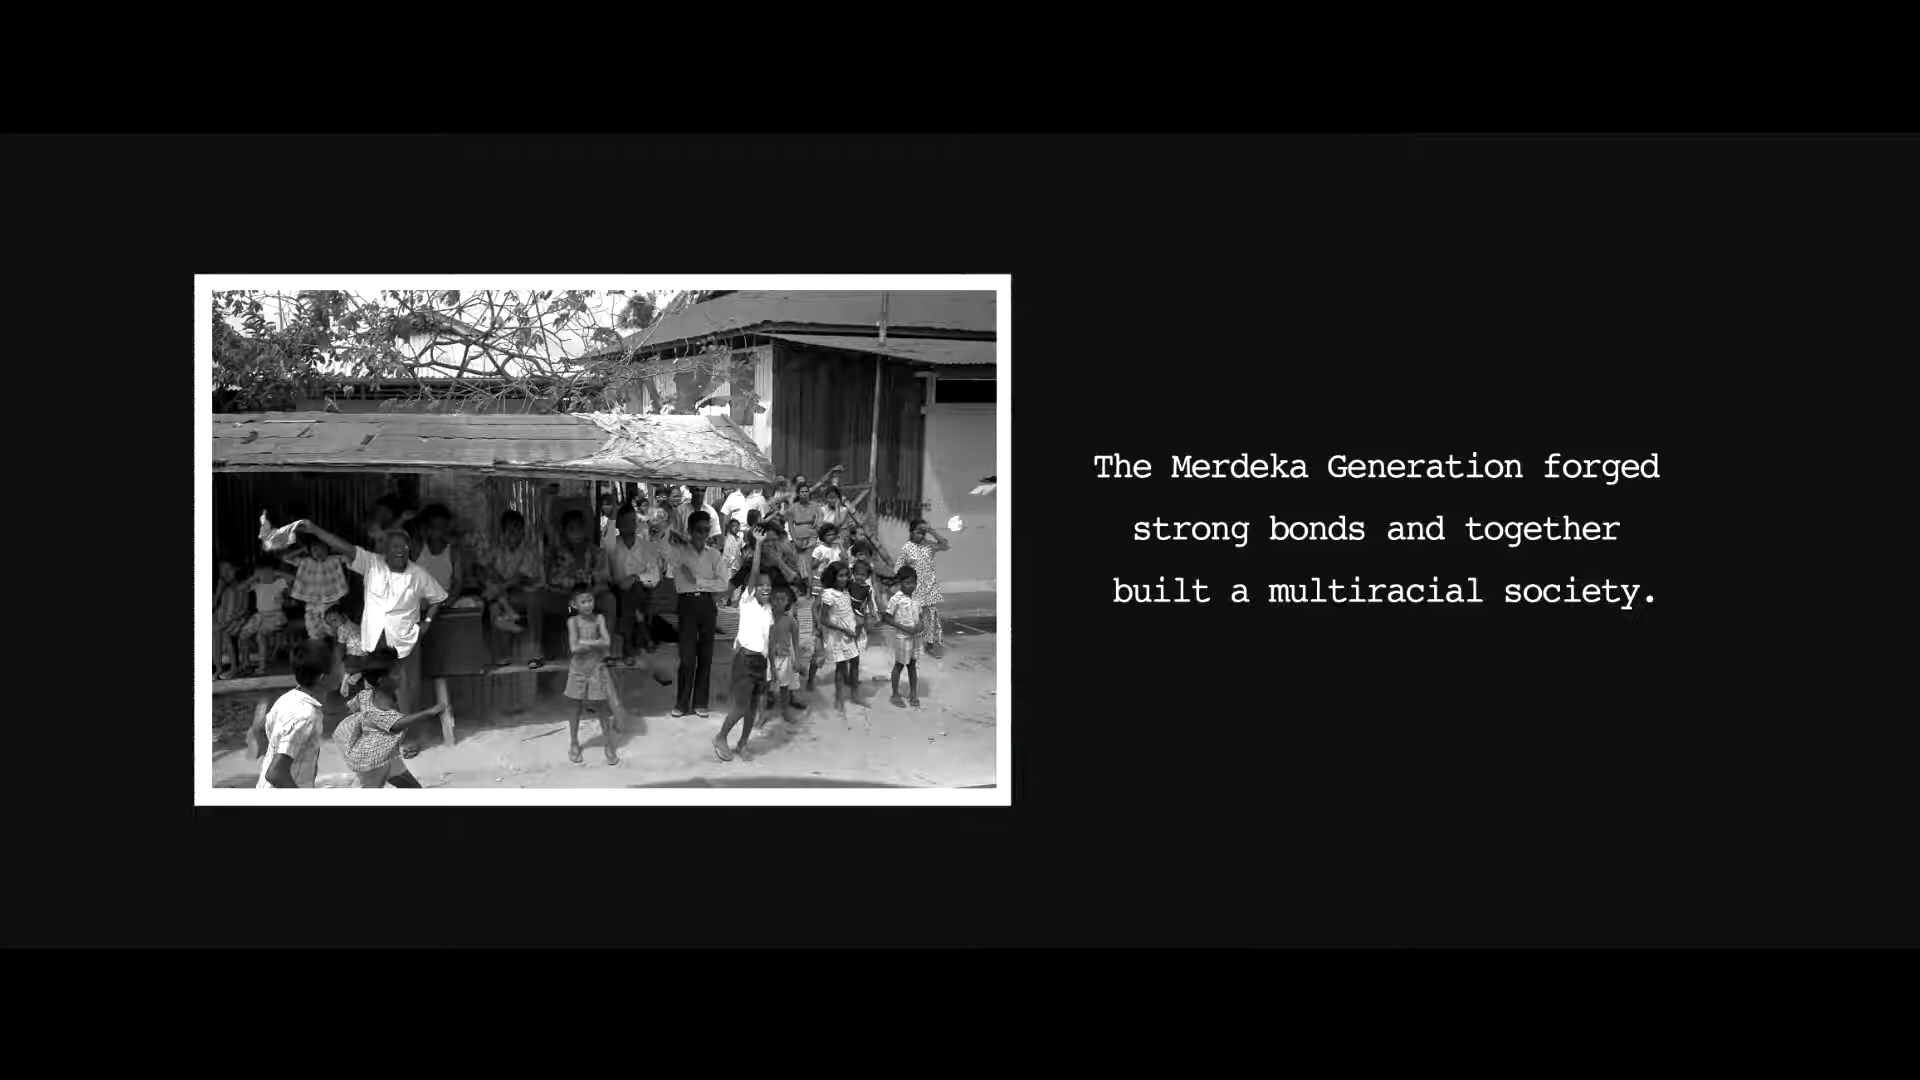 The Merdeka Generation forged
strong bonds and together
built a multiracial society.